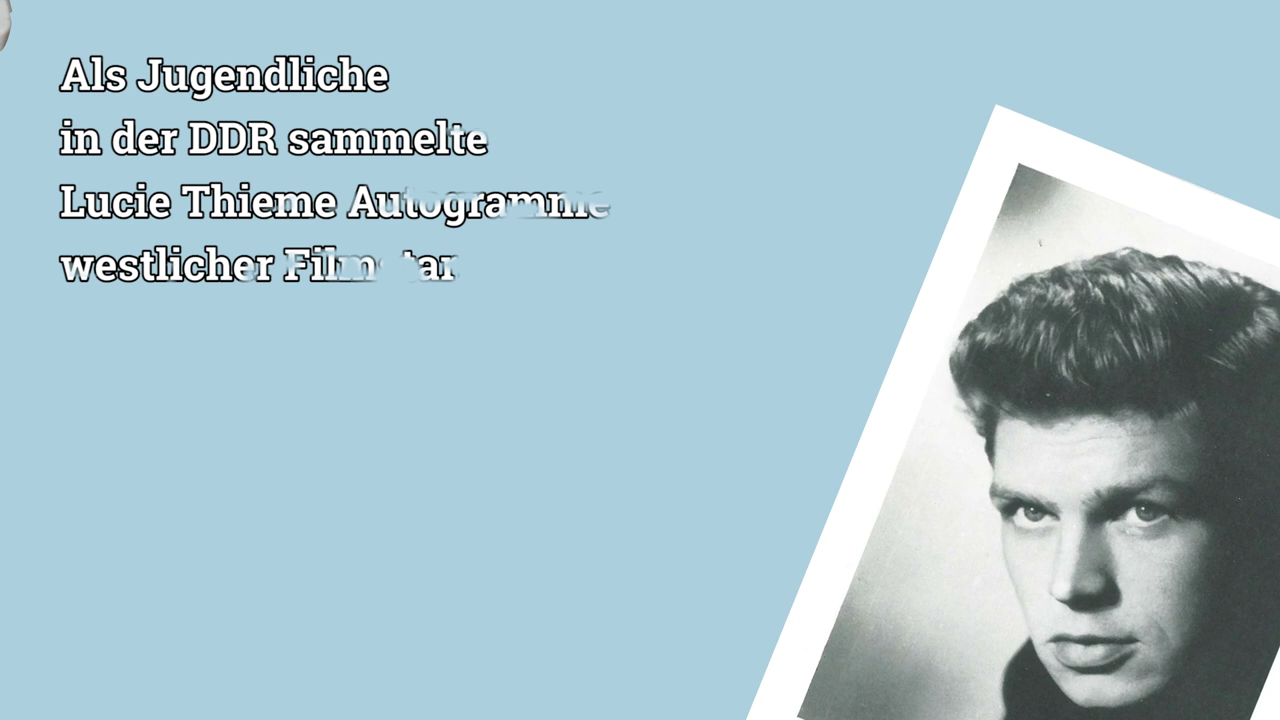 Als Jugendliche
in der DDR sammelte
Lucie Thieme Autogramme
westlicher